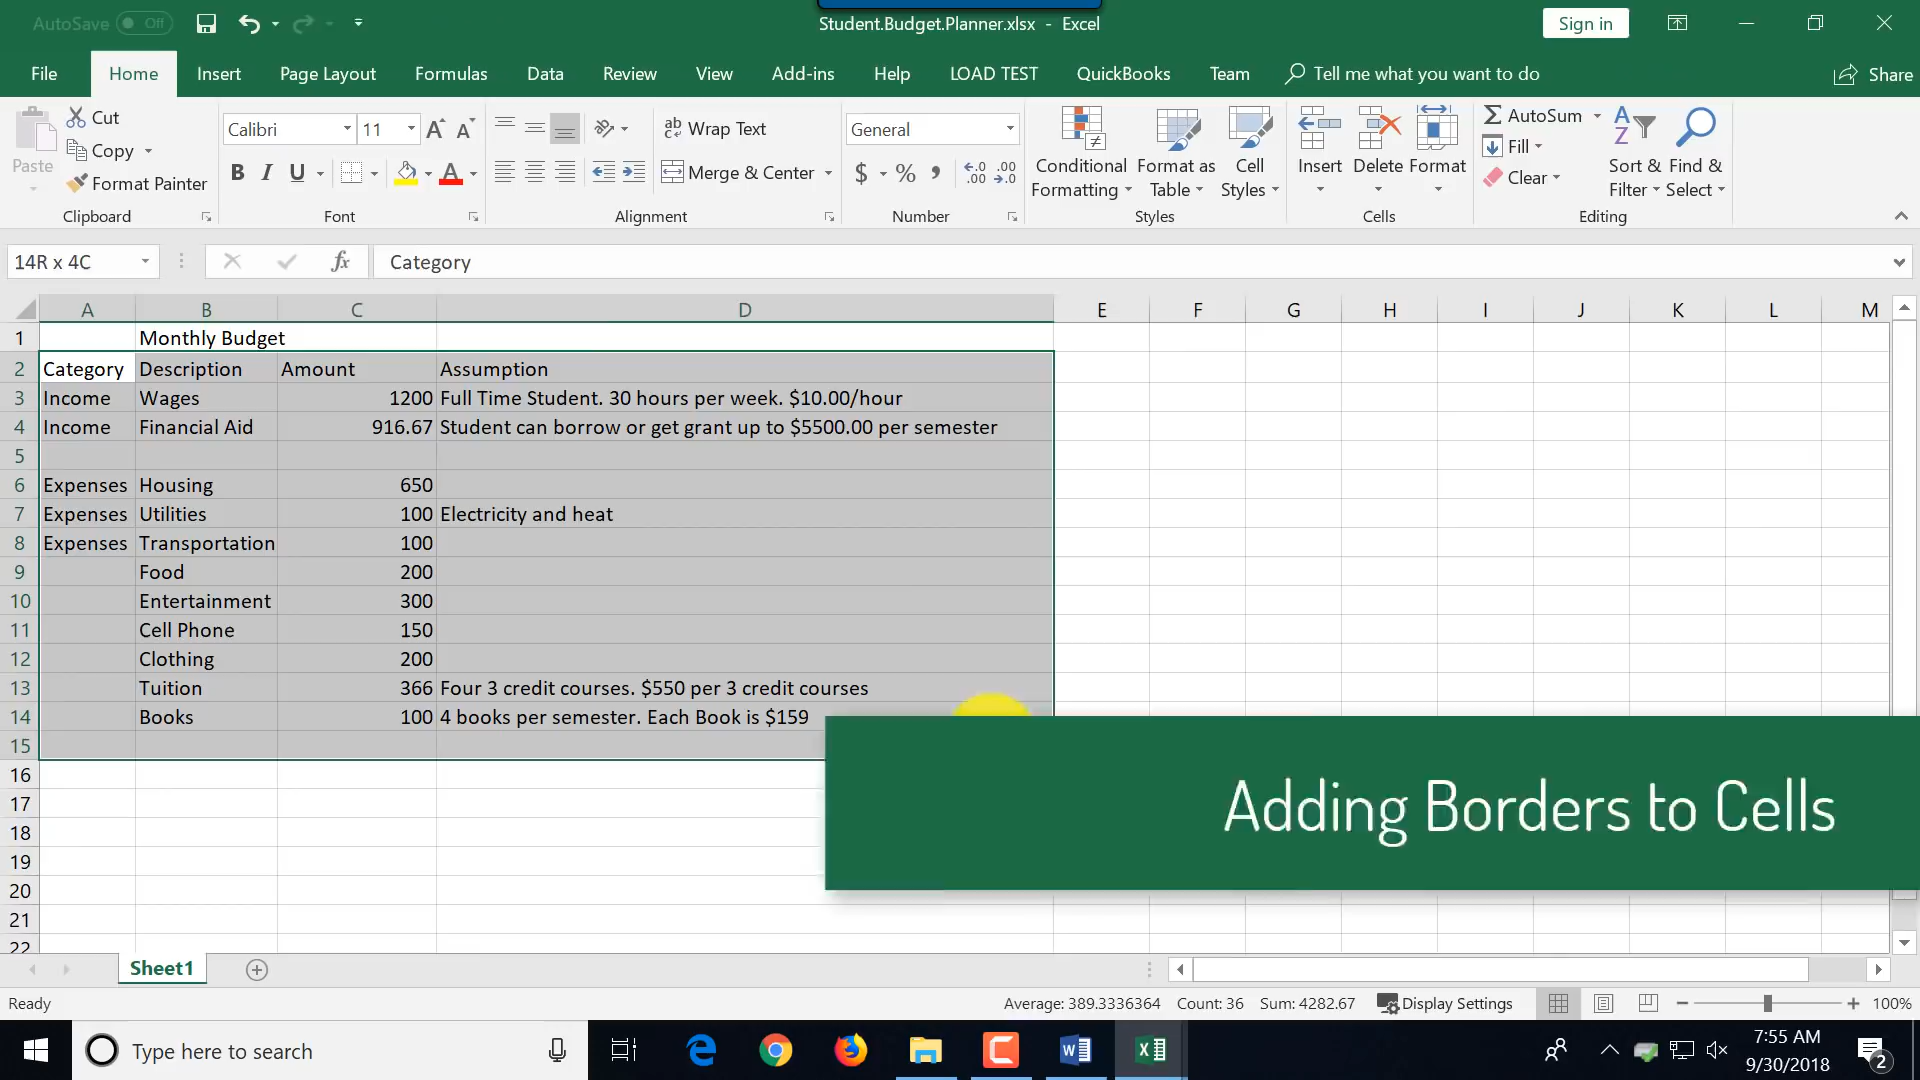 AutoSave Off Student.Budget.Planner.xlsx - Excel Sign in
File Home Insert Page Layout Formulas Data Review View Add-ins Help LOAD TEST QuickBooks Team Tell me what you want to do Share
Paste
Cut
Copy
Format Painter
Clipboard
Calibri 11
B I U
Font
Wrap Text
Merge & Center
Alignment
General
$ % ,
Number
Conditional Formatting
Format as Table
Cell Styles
Styles
Insert Delete Format
Cells
AutoSum
Fill
Clear
Sort & Filter
Find & Select
Editing
14R x 4C fx Category
A B C D E F G H I J K L M
1 Monthly Budget
2 Category Description Amount Assumption
3 Income Wages 1200 Full Time Student. 30 hours per week. $10.00/hour
4 Income Financial Aid 916.67 Student can borrow or get grant up to $5500.00 per semester
5
6 Expenses Housing 650
7 Expenses Utilities 100 Electricity and heat
8 Expenses Transportation 100
9 Food 200
10 Entertainment 300
11 Cell Phone 150
12 Clothing 200
13 Tuition 366 Four 3 credit courses. $550 per 3 credit courses
14 Books 100 4 books per semester. Each Book is $159
15
16
17
18
19
20
21
22
Adding Borders to Cells
Sheet1
Ready Average: 389.3336364 Count: 36 Sum: 4282.67 Display Settings 100%
Type here to search
7:55 AM
9/30/2018
2